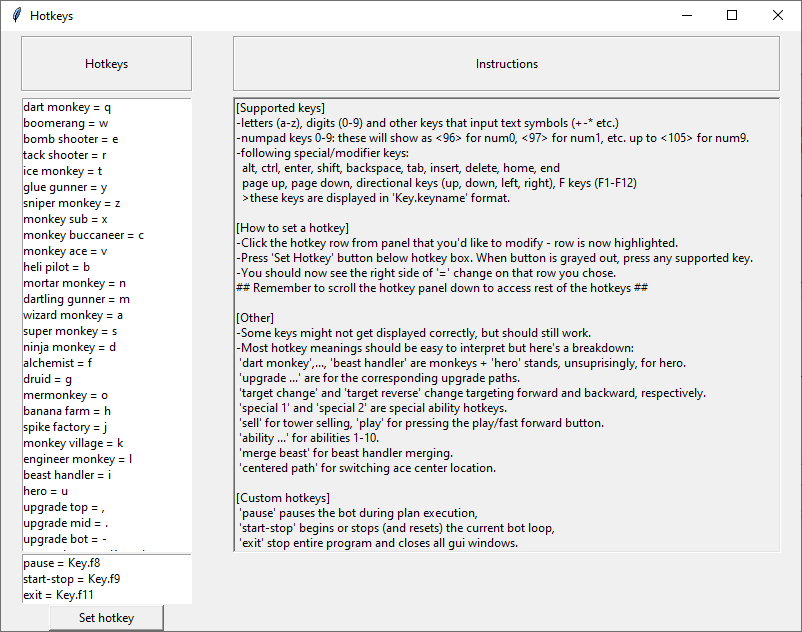 Hotkeys
Hotkeys
dart monkey = q
boomerang = w
bomb shooter = e
tack shooter = r
ice monkey = t
glue gunner = y
sniper monkey = z
monkey sub = x
monkey buccaneer = c
monkey ace = v
heli pilot = b
mortar monkey = n
dartling gunner = m
wizard monkey = a
super monkey = s
ninja monkey = d
alchemist = f
druid = g
mermonkey = o
banana farm = h
spike factory = j
monkey village = k
engineer monkey = l
beast handler = i
hero = u
upgrade top = ,
upgrade mid = .
upgrade bot = -
pause = Key.f8
start-stop = Key.f9
exit = Key.f11
Set hotkey
Instructions
[Supported keys]
-letters (a-z), digits (0-9) and other keys that input text symbols (+-* etc.)
-numpad keys 0-9: these will show as <96> for num0, <97> for num1, etc. up to <105> for num9.
-following special/modifier keys:
alt, ctrl, enter, shift, backspace, tab, insert, delete, home, end
page up, page down, directional keys (up, down, left, right), F keys (F1-F12)
>these keys are displayed in 'Key.keyname' format.
[How to set a hotkey]
-Click the hotkey row from panel that you'd like to modify - row is now highlighted.
-Press 'Set Hotkey' button below hotkey box. When button is grayed out, press any supported key.
-You should now see the right side of '=' change on that row you chose.
## Remember to scroll the hotkey panel down to access rest of the hotkeys ##
[Other]
-Some keys might not get displayed correctly, but should still work.
-Most hotkey meanings should be easy to interpret but here's a breakdown:
'dart monkey',..., 'beast handler' are monkeys + 'hero' stands, unsuprisingly, for hero.
'upgrade ...' are for the corresponding upgrade paths.
'target change' and 'target reverse' change targeting forward and backward, respectively.
'special 1' and 'special 2' are special ability hotkeys.
'sell' for tower selling, 'play' for pressing the play/fast forward button.
'ability ...' for abilities 1-10.
'merge beast' for beast handler merging.
'centered path' for switching ace center location.
[Custom hotkeys]
'pause' pauses the bot during plan execution,
'start-stop' begins or stops (and resets) the current bot loop,
'exit' stop entire program and closes all gui windows.